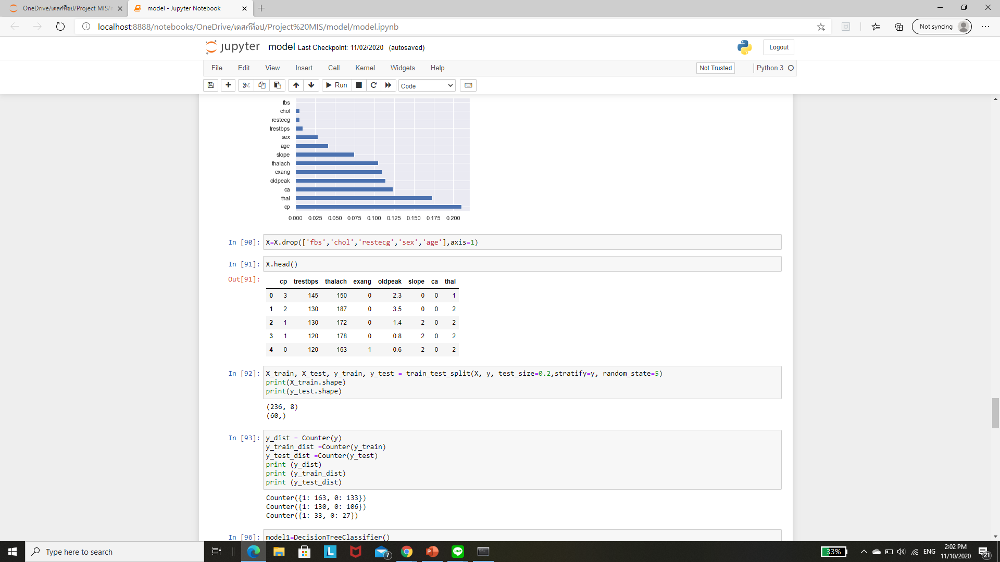 OneDrive/เดสก์ท็อป/Project MIS/
model - Jupyter Notebook
localhost:8888/notebooks/OneDrive/เดสก์ท็อป/Project%20MIS/model/model.ipynb
Not syncing
jupyter model Last Checkpoint: 11/02/2020 (autosaved)
Logout
File Edit View Insert Cell Kernel Widgets Help
Not Trusted
Python 3
Run
Code
fbs
chol
restecg
trestbps
sex
age
slope
thalach
exang
oldpeak
ca
thal
cp
0.000 0.025 0.050 0.075 0.100 0.125 0.150 0.175 0.200
In [90]: X=X.drop(['fbs','chol','restecg','sex','age'],axis=1)
In [91]: X.head()
Out[91]:
cp trestbps thalach exang oldpeak slope ca thal
0 3 145 150 0 2.3 0 0 1
1 2 130 187 0 3.5 0 0 2
2 1 130 172 0 1.4 2 0 2
3 1 120 178 0 0.8 2 0 2
4 0 120 163 1 0.6 2 0 2
In [92]: X_train, X_test, y_train, y_test = train_test_split(X, y, test_size=0.2,stratify=y, random_state=5)
print(X_train.shape)
print(y_test.shape)
(236, 8)
(60,)
In [93]: y_dist = Counter(y)
y_train_dist =Counter(y_train)
y_test_dist =Counter(y_test)
print (y_dist)
print (y_train_dist)
print (y_test_dist)
Counter({1: 163, 0: 133})
Counter({1: 130, 0: 106})
Counter({1: 33, 0: 27})
In [96]: model1=DecisionTreeClassifier()
Type here to search
L
7
P
LINE
33%
ENG
2:02 PM
11/10/2020
21